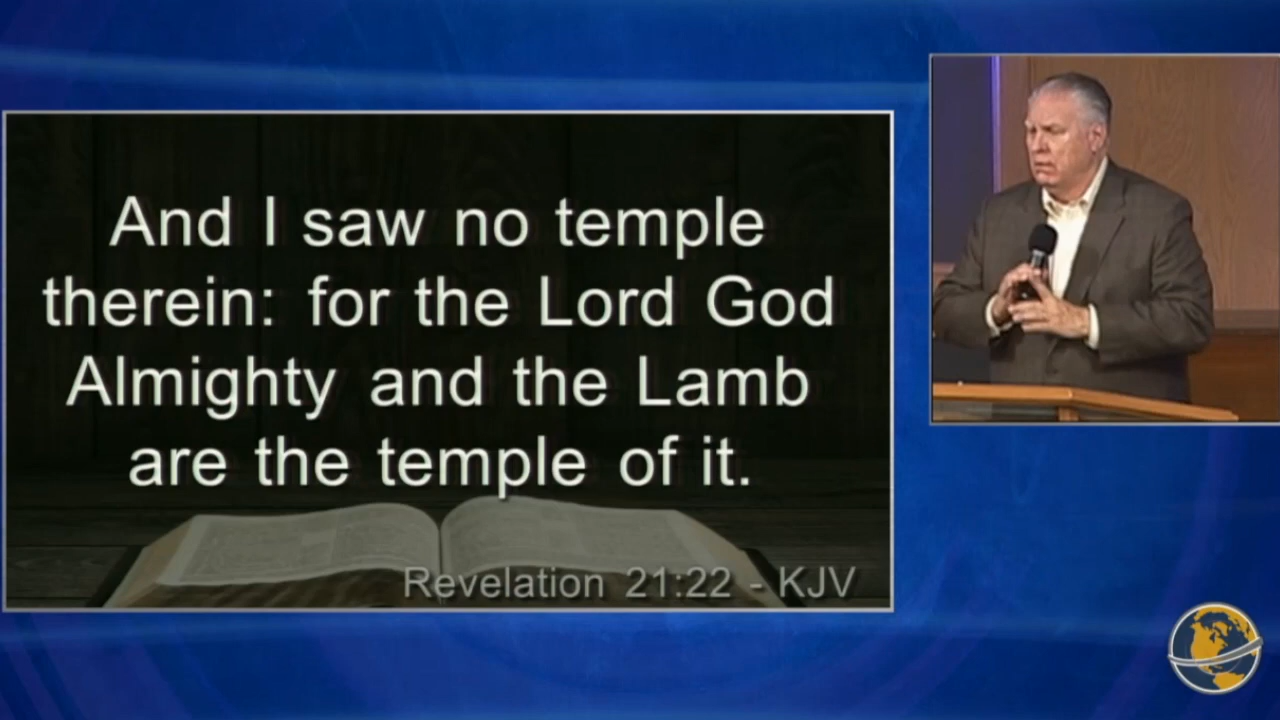 And I saw no temple
therein: for the Lord God
Almighty and the Lamb
are the temple of it.
Revelation 21:22 - KJV